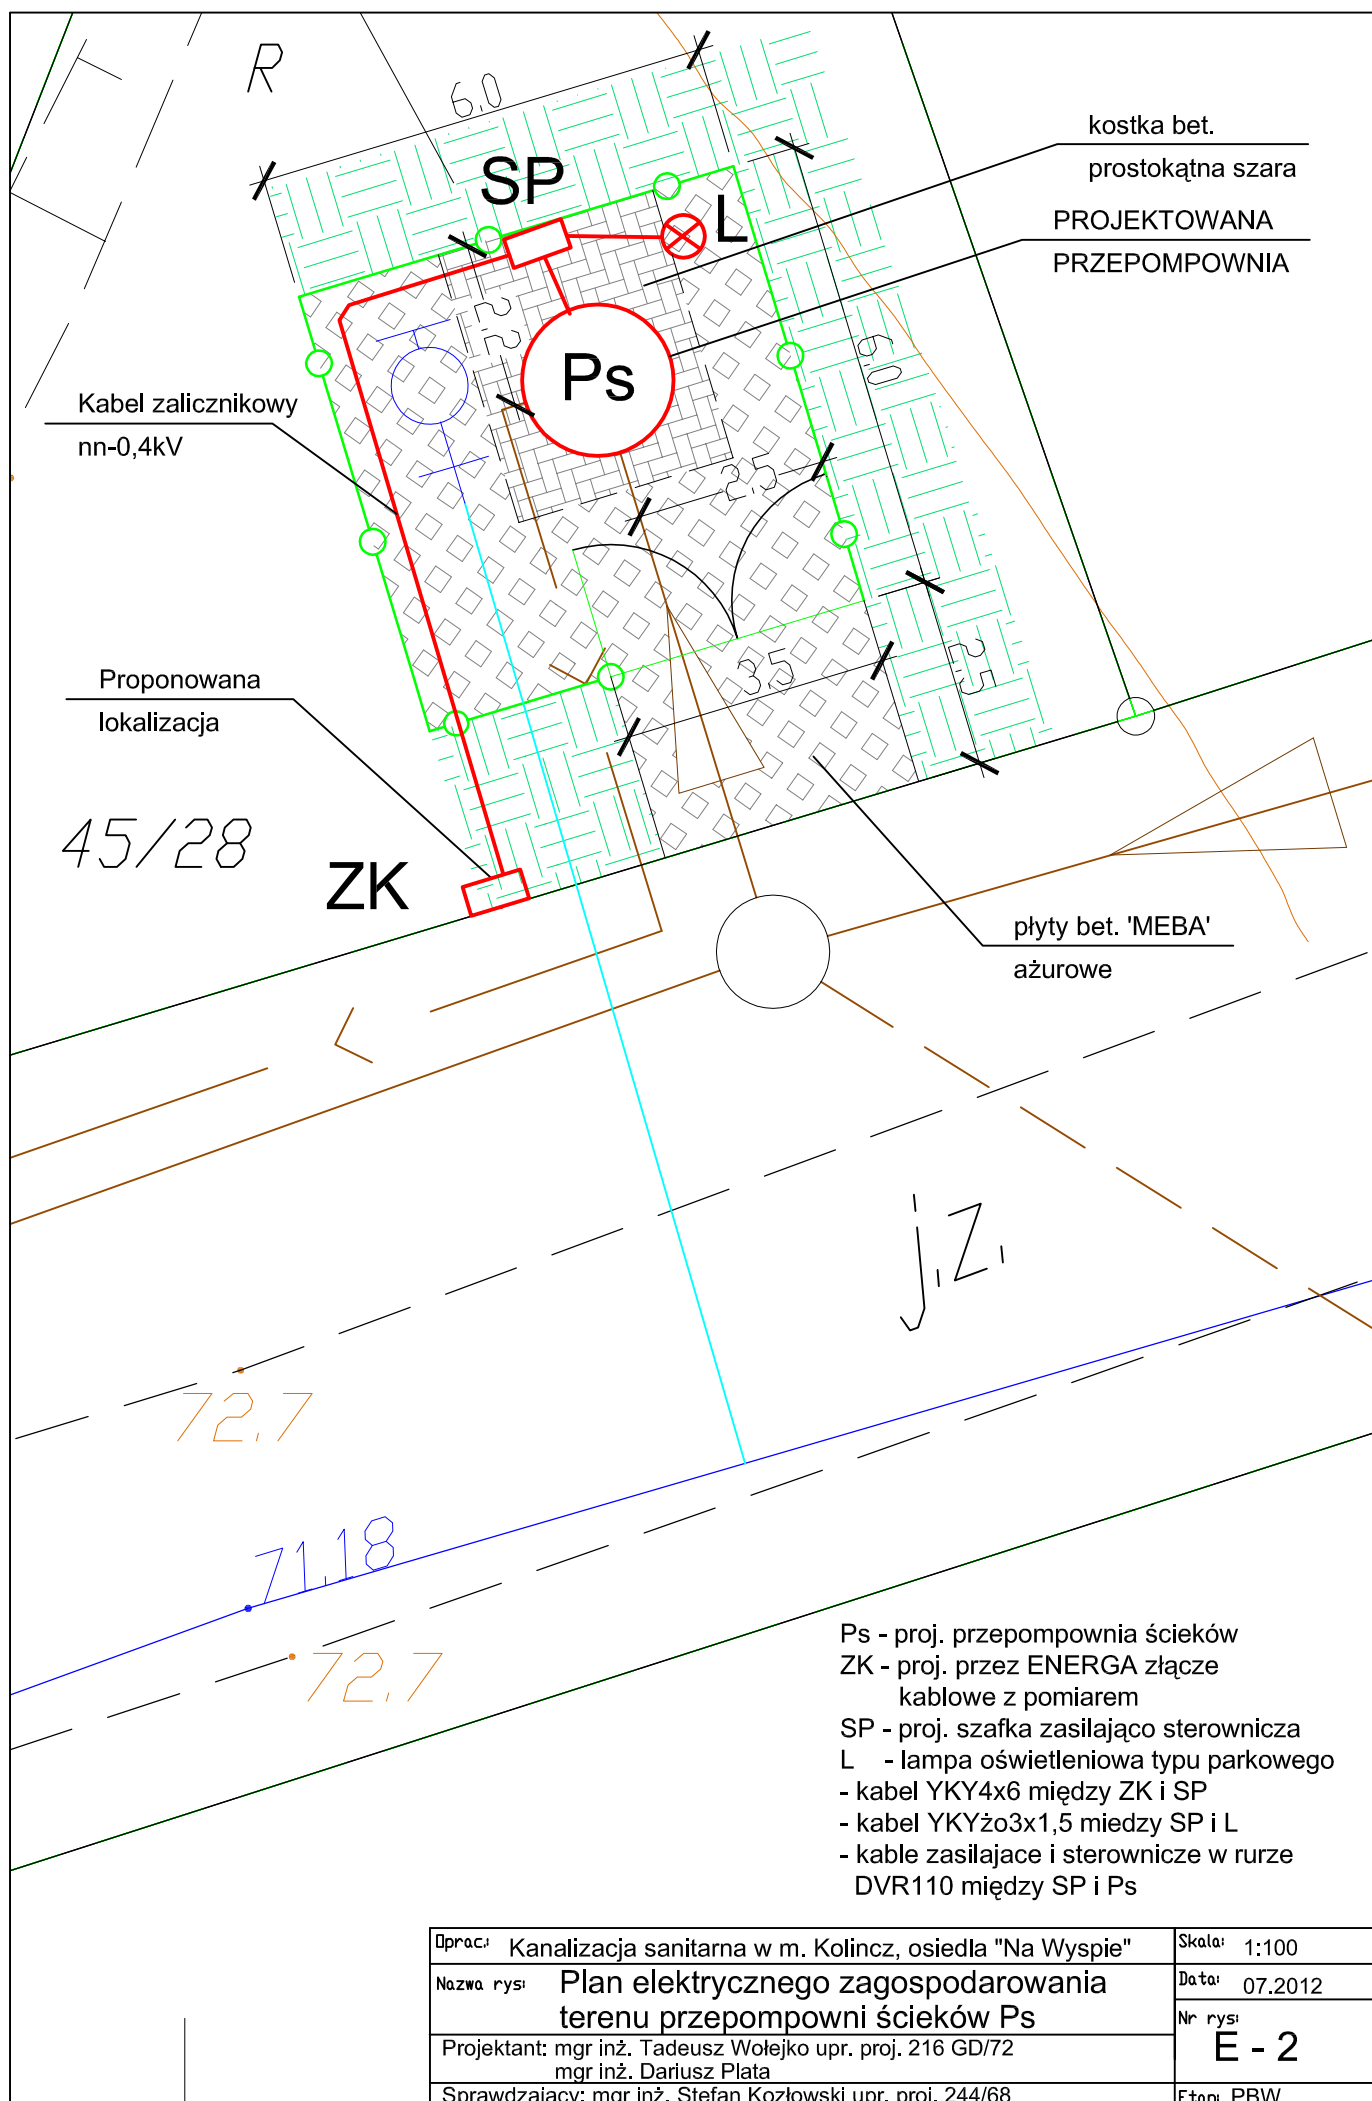 R
6,0
SP
L
kostka bet.
prostokątna szara
PROJEKTOWANA
PRZEPOMPOWNIA
2,5
6,0
Ps
Kabel zalicznikowy
nn-0,4kV
2,5
3,5
2,5
Proponowana
lokalizacja
45/28
ZK
płyty bet. 'MEBA'
ażurowe
j.z.
72.7
71.18
72.7
Ps - proj. przepompownia ścieków
ZK - proj. przez ENERGA złącze
kablowe z pomiarem
SP - proj. szafka zasilająco sterownicza
L - lampa oświetleniowa typu parkowego
- kabel YKY4x6 między ZK i SP
- kabel YKYżo3x1,5 miedzy SP i L
- kable zasilajace i sterownicze w rurze
DVR110 między SP i Ps
Oprac.: Kanalizacja sanitarna w m. Kolincz, osiedla "Na Wyspie"
Skala: 1:100
Nazwa rys: Plan elektrycznego zagospodarowania
terenu przepompowni ścieków Ps
Data: 07.2012
Nr rys:
E - 2
Projektant: mgr inż. Tadeusz Wołejko upr. proj. 216 GD/72
mgr inż. Dariusz Plata
Sprawdzający: mgr inż. Stefan Kozłowski upr. proj. 244/68
Etap: PBW